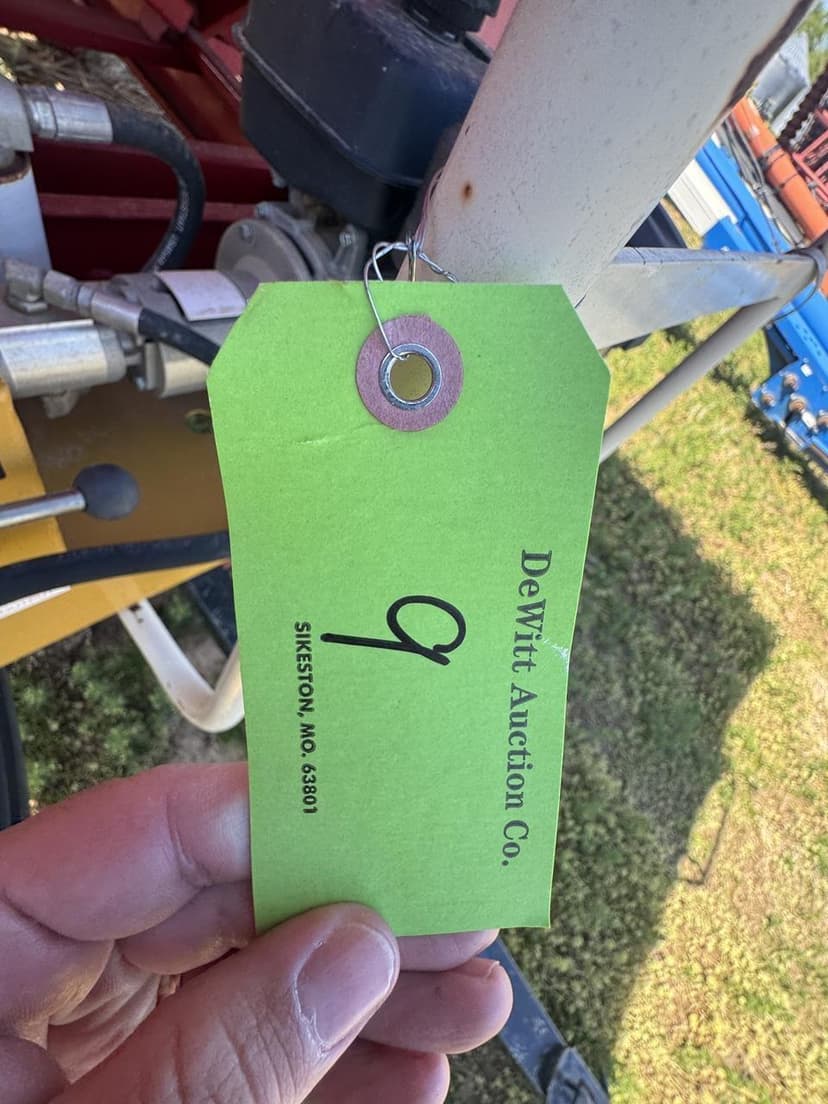 DeWitt Auction Co.
9
SIKESTON, MO. 63801